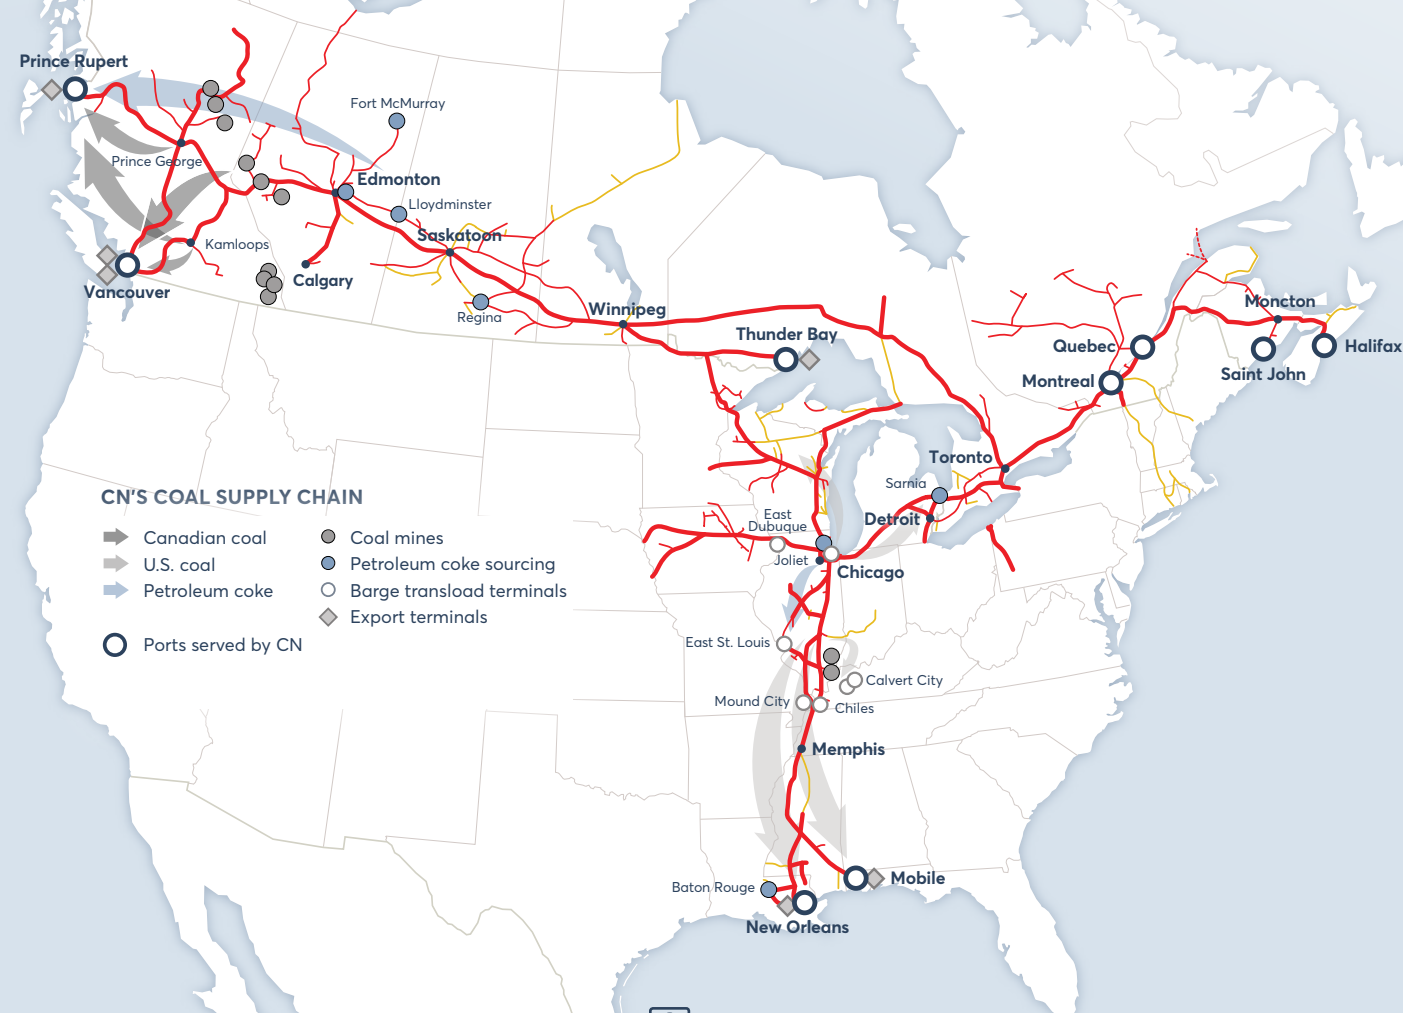 Prince Rupert
Fort McMurray
Prince George
Edmonton
Lloydminster
Saskatoon
Kamloops
Calgary
Vancouver
Regina
Winnipeg
Thunder Bay
Moncton
Quebec
Halifax
Saint John
Montreal
Toronto
Sarnia
Detroit
East
Dubuque
Joliet
Chicago
CN'S COAL SUPPLY CHAIN
Canadian coal
Coal mines
U.S. coal
Petroleum coke sourcing
Petroleum coke
Barge transload terminals
Export terminals
Ports served by CN
East St. Louis
Calvert City
Mound City
Chiles
Memphis
Baton Rouge
Mobile
New Orleans